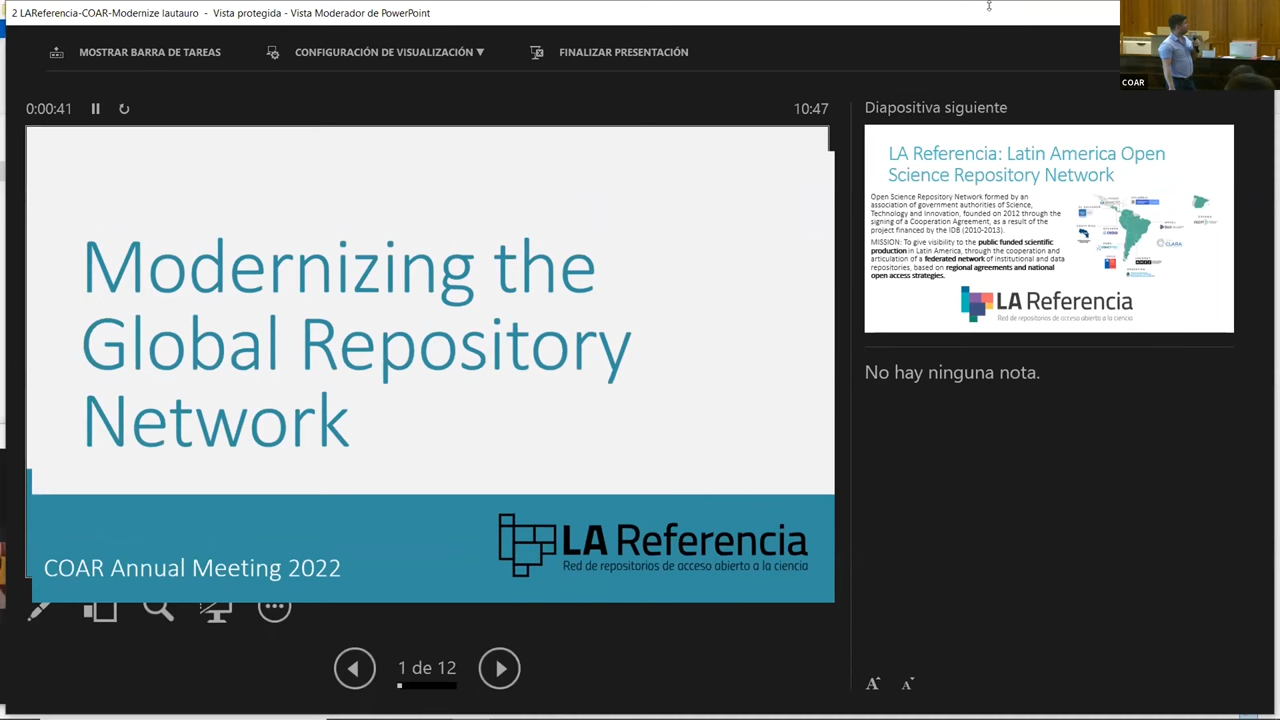 2 LAReferencia-COAR-Modernize lautauro - Vista protegida - Vista Moderador de PowerPoint
MOSTRAR BARRA DE TAREAS
CONFIGURACIÓN DE VISUALIZACIÓN ▼
FINALIZAR PRESENTACIÓN
COAR
0:00:41
10:47
Modernizing the
Global Repository
Network
COAR Annual Meeting 2022
LA Referencia
Red de repositorios de acceso abierto a la ciencia
1 de 12
Diapositiva siguiente
LA Referencia: Latin America Open
Science Repository Network
Open Science Repository Network formed by an
association of government authorities of Science,
Technology and Innovation, founded on 2012 through the
signing of a Cooperation Agreement, as a result of the
project financed by the IDB (2010-2013).
MISSION: To give visibility to the public funded scientific
production in Latin America, through the cooperation and
articulation of a federated network of institutional and data
repositories, based on regional agreements and national
open access strategies.
CLARA
LA Referencia
Red de repositorios de acceso abierto a la ciencia
No hay ninguna nota.
A A